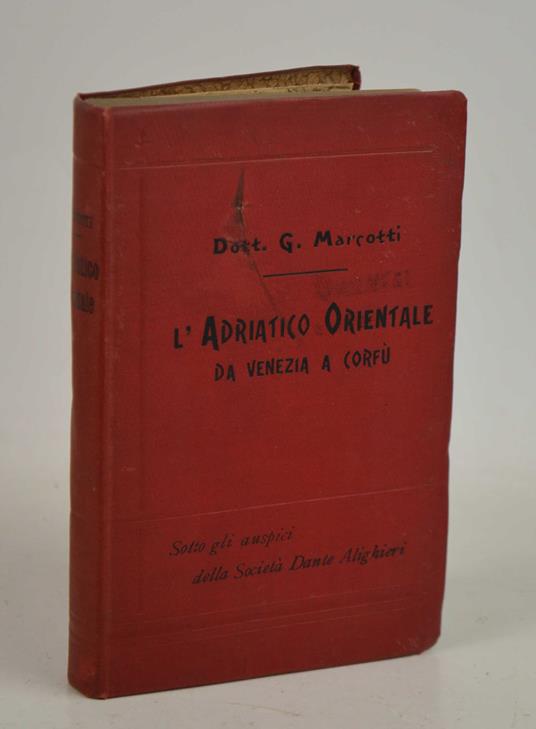 Dott. G. Marcotti
L'ADRIATICO ORIENTALE
DA VENEZIA A CORFÙ
Sotto gli auspici
della Società Dante Alighieri